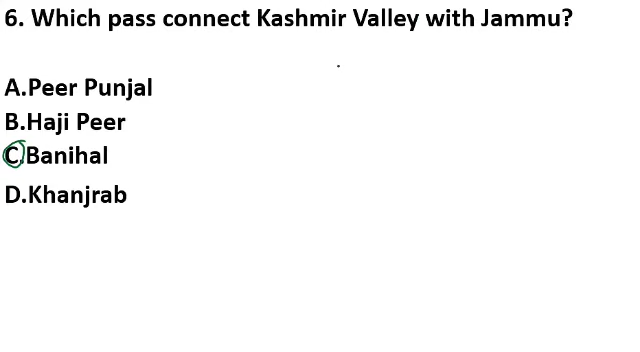 6. Which pass connect Kashmir Valley with Jammu?
A.Peer Punjal
B.Haji Peer
C.Banihal
D.Khanjrab